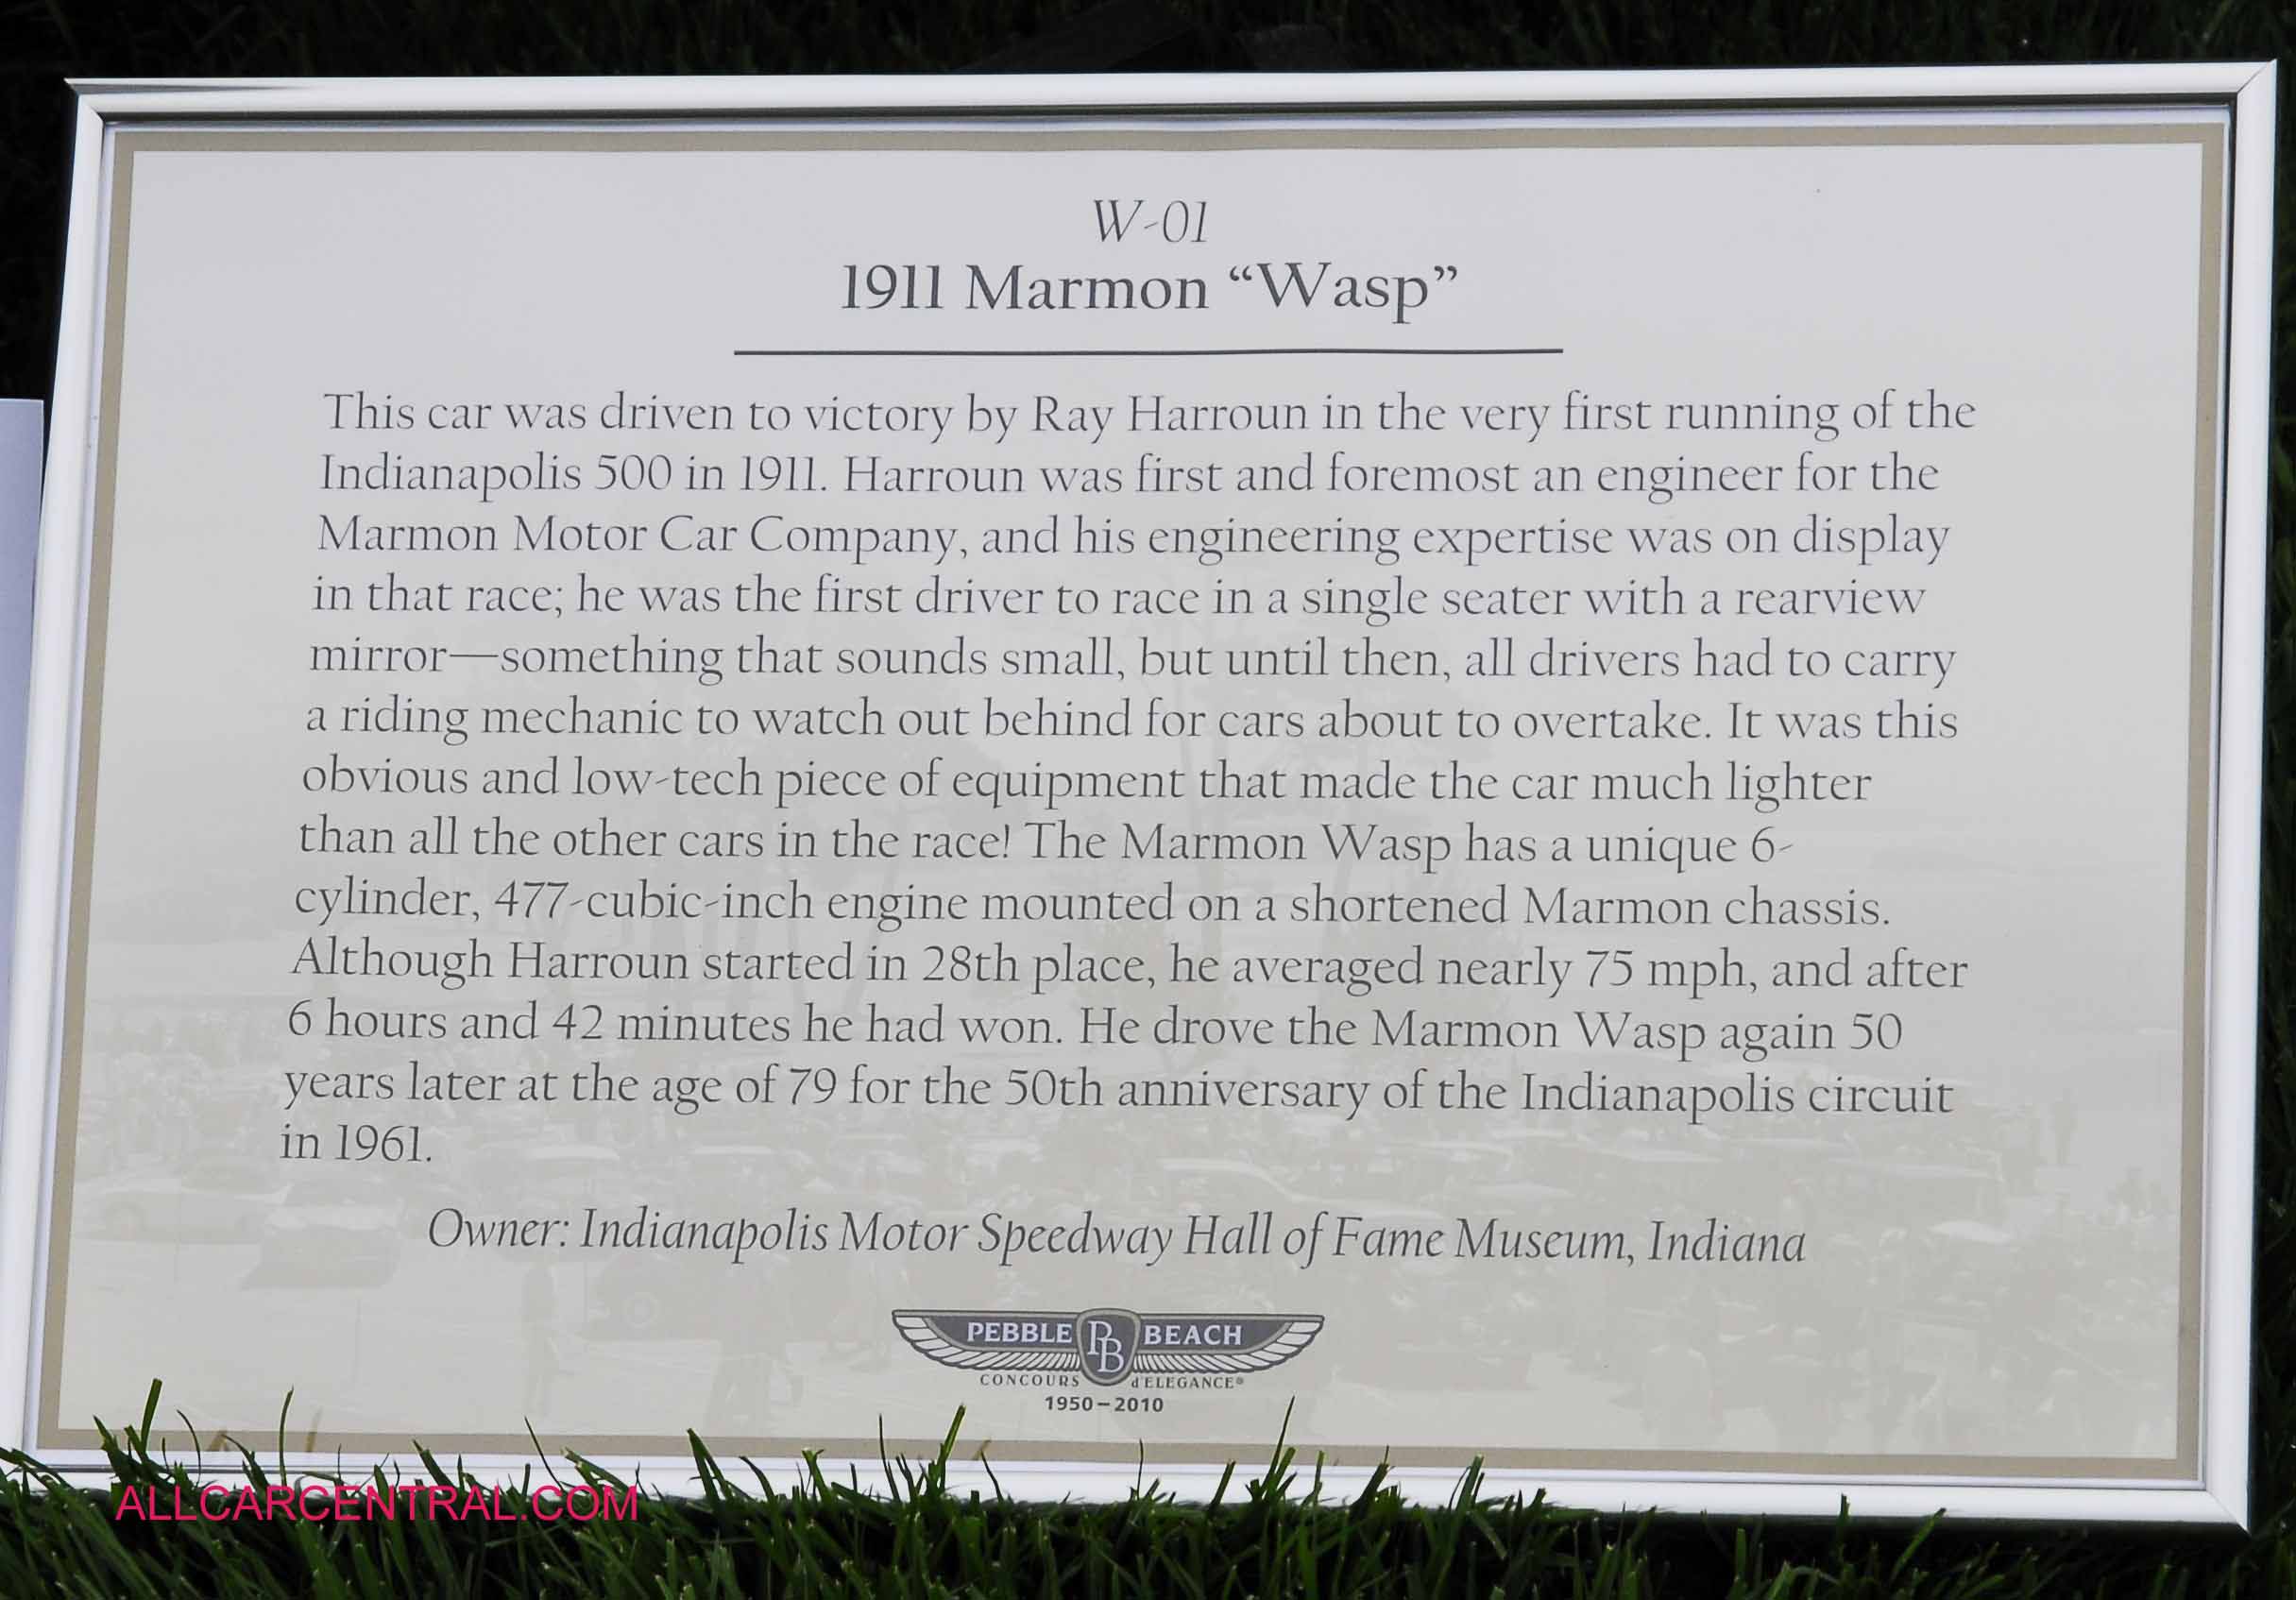 W-01
1911 Marmon “Wasp”
This car was driven to victory by Ray Harroun in the very first running of the
Indianapolis 500 in 1911. Harroun was first and foremost an engineer for the
Marmon Motor Car Company, and his engineering expertise was on display
in that race; he was the first driver to race in a single seater with a rearview
mirror—something that sounds small, but until then, all drivers had to carry
a riding mechanic to watch out behind for cars about to overtake. It was this
obvious and low-tech piece of equipment that made the car much lighter
than all the other cars in the race! The Marmon Wasp has a unique 6-
cylinder, 477-cubic-inch engine mounted on a shortened Marmon chassis.
Although Harroun started in 28th place, he averaged nearly 75 mph, and after
6 hours and 42 minutes he had won. He drove the Marmon Wasp again 50
years later at the age of 79 for the 50th anniversary of the Indianapolis circuit
in 1961.
Owner: Indianapolis Motor Speedway Hall of Fame Museum, Indiana
PEBBLE PB BEACH
CONCOURS d'ELEGANCE®
1950–2010
ALLCARCENTRAL.COM